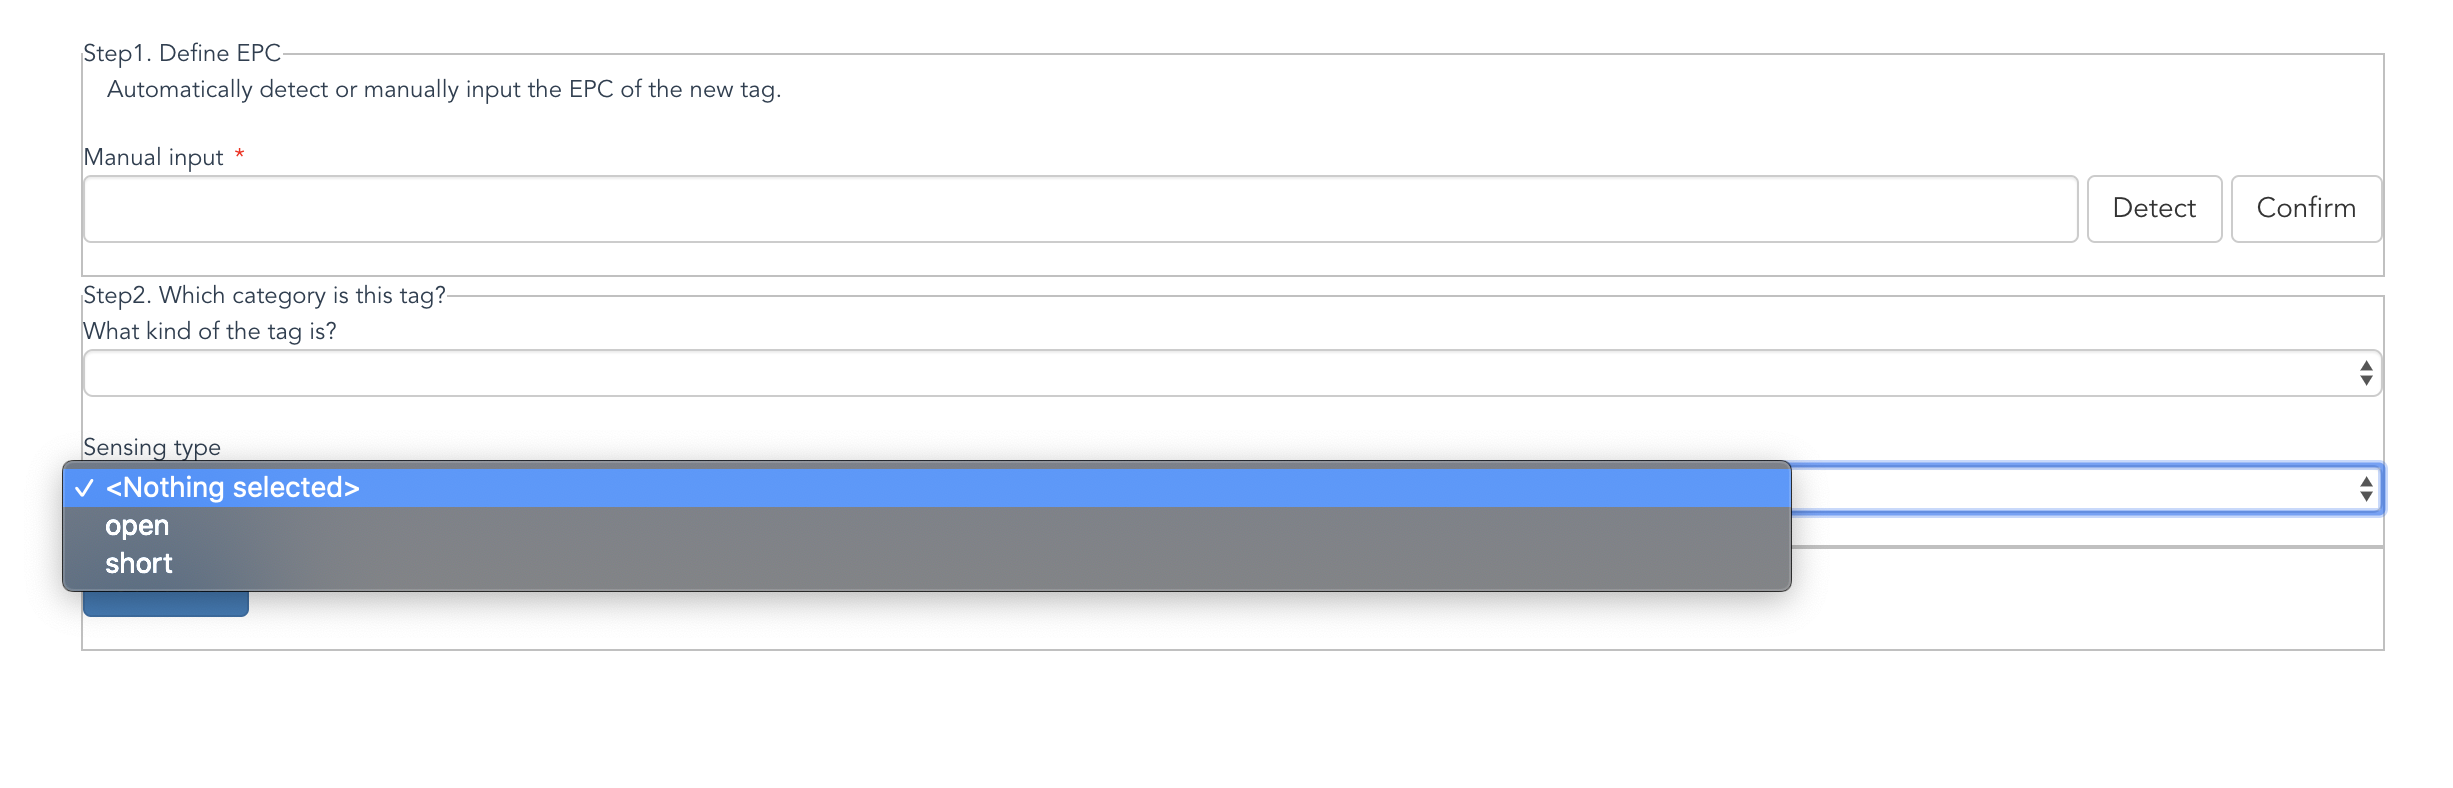 Step1. Define EPC
Automatically detect or manually input the EPC of the new tag.
Manual input *
Detect
Confirm
Step2. Which category is this tag?
What kind of the tag is?
Sensing type
✓ <Nothing selected>
open
short